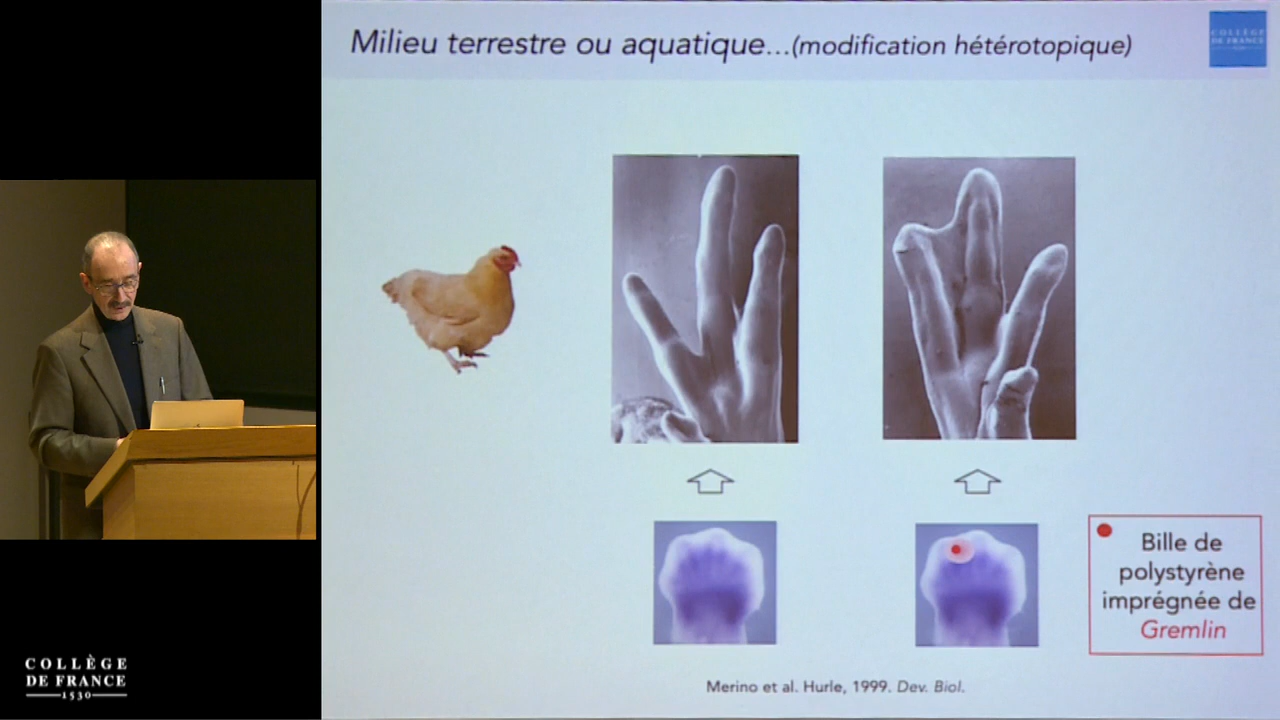 Milieu terrestre ou aquatique...(modification hétérotopique)
COLLÈGE
DE FRANCE
1530
Bille de
polystyrène
imprégnée de
Gremlin
Merino et al. Hurle, 1999. Dev. Biol.
COLLÈGE
DE FRANCE
1530